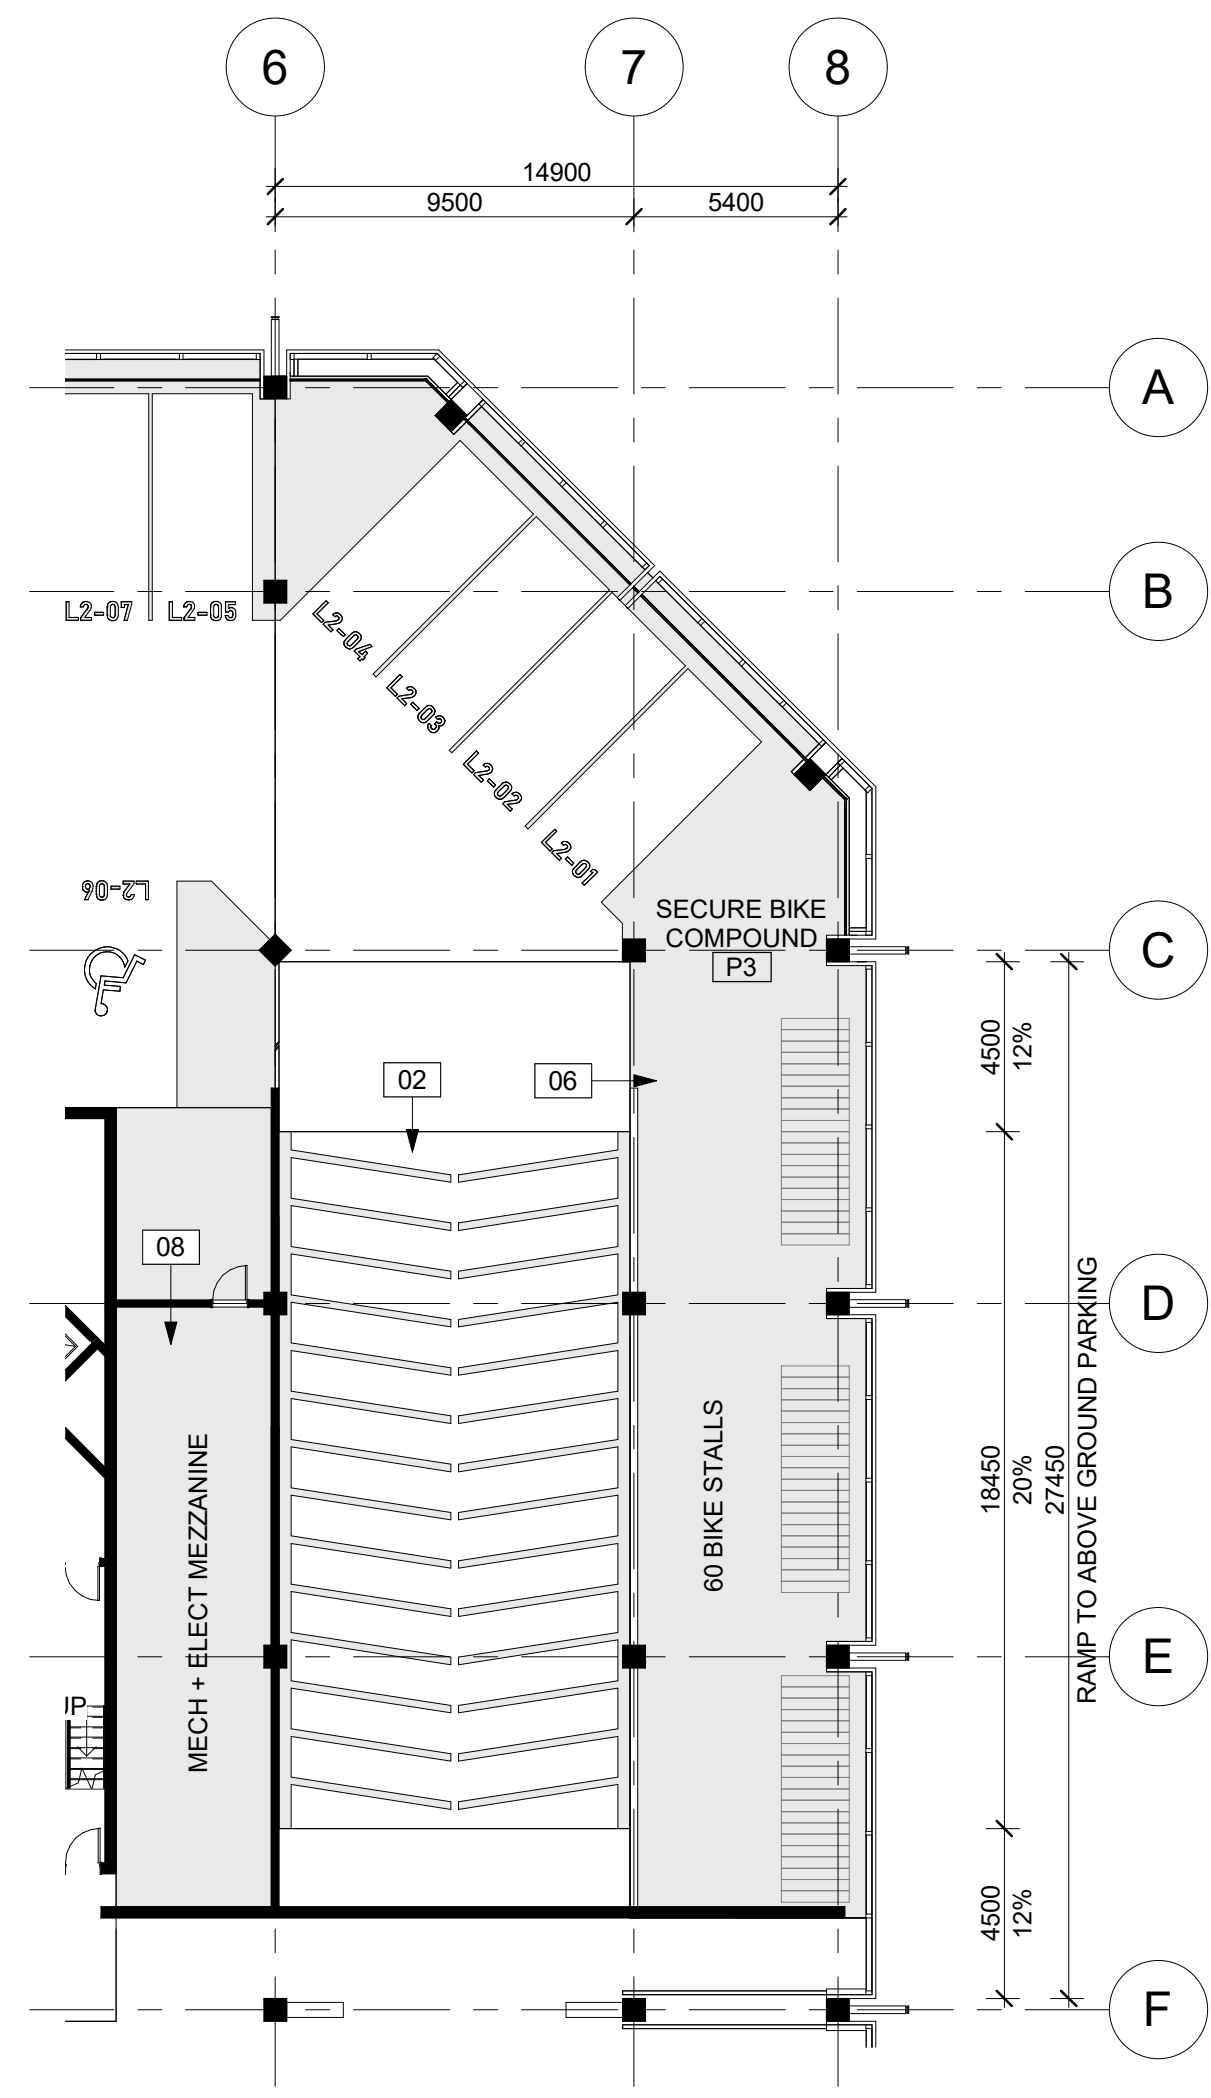 6
7
8
14900
9500
5400
A
B
L2-07
L2-05
L2-04
L2-03
L2-02
L2-01
L2-06
SECURE BIKE
COMPOUND
P3
C
4500
12%
02
06
08
D
MECH + ELECT MEZZANINE
60 BIKE STALLS
18450
20%
27450
RAMP TO ABOVE GROUND PARKING
E
UP
4500
12%
F